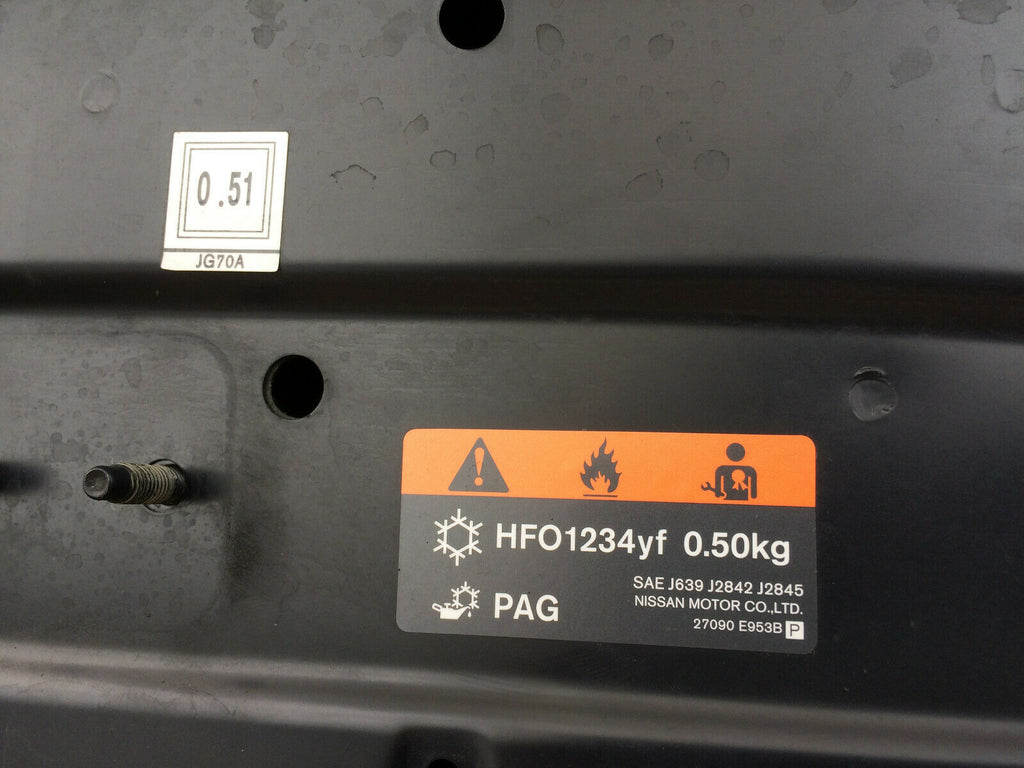 0.51
JG70A
HFO1234yf 0.50kg
PAG
SAE J639 J2842 J2845
NISSAN MOTOR CO.,LTD.
27090 E953B P